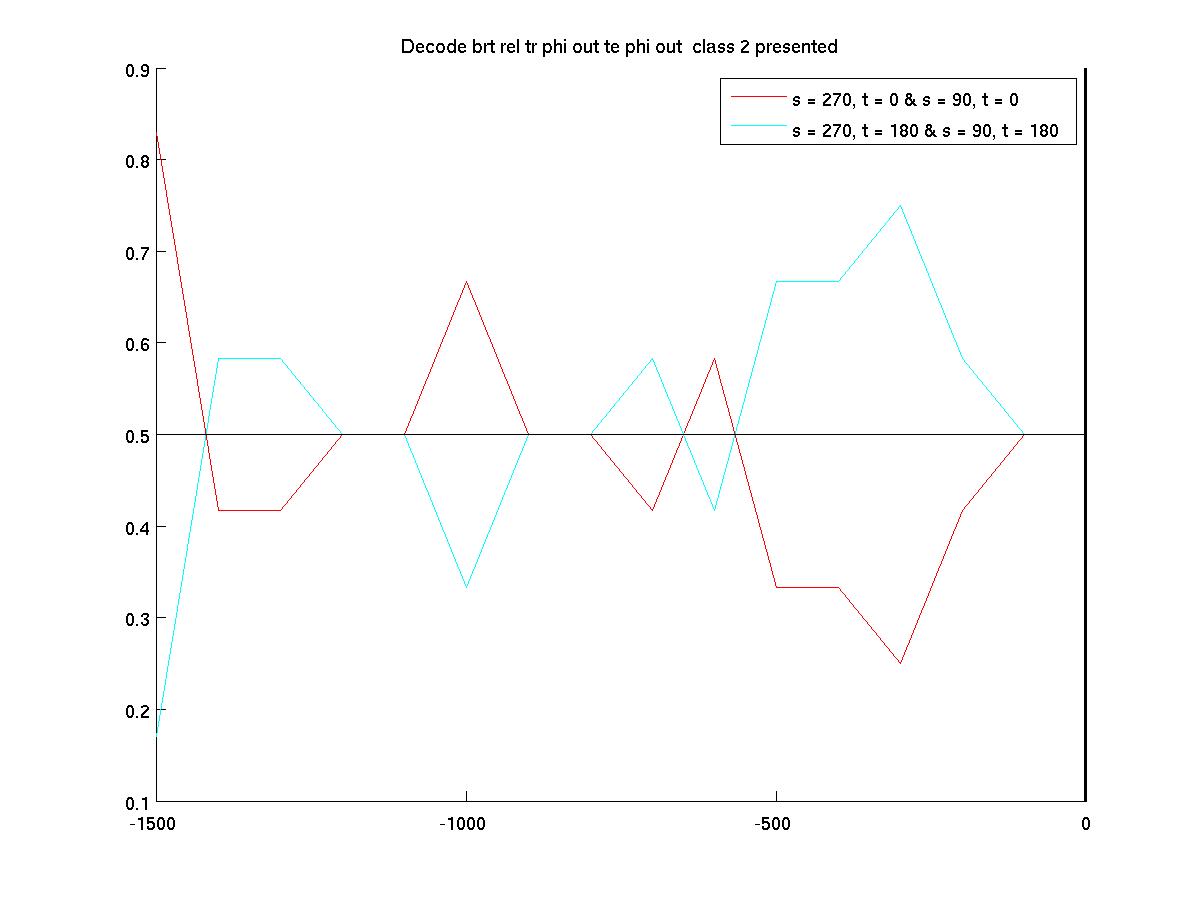 Decode brt rel tr phi out te phi out  class 2 presented
0.9
s = 270, t = 0 & s = 90, t = 0
s = 270, t = 180 & s = 90, t = 180
0.8
0.7
0.6
0.5
0.4
0.3
0.2
0.1
-1500 -1000 -500 0